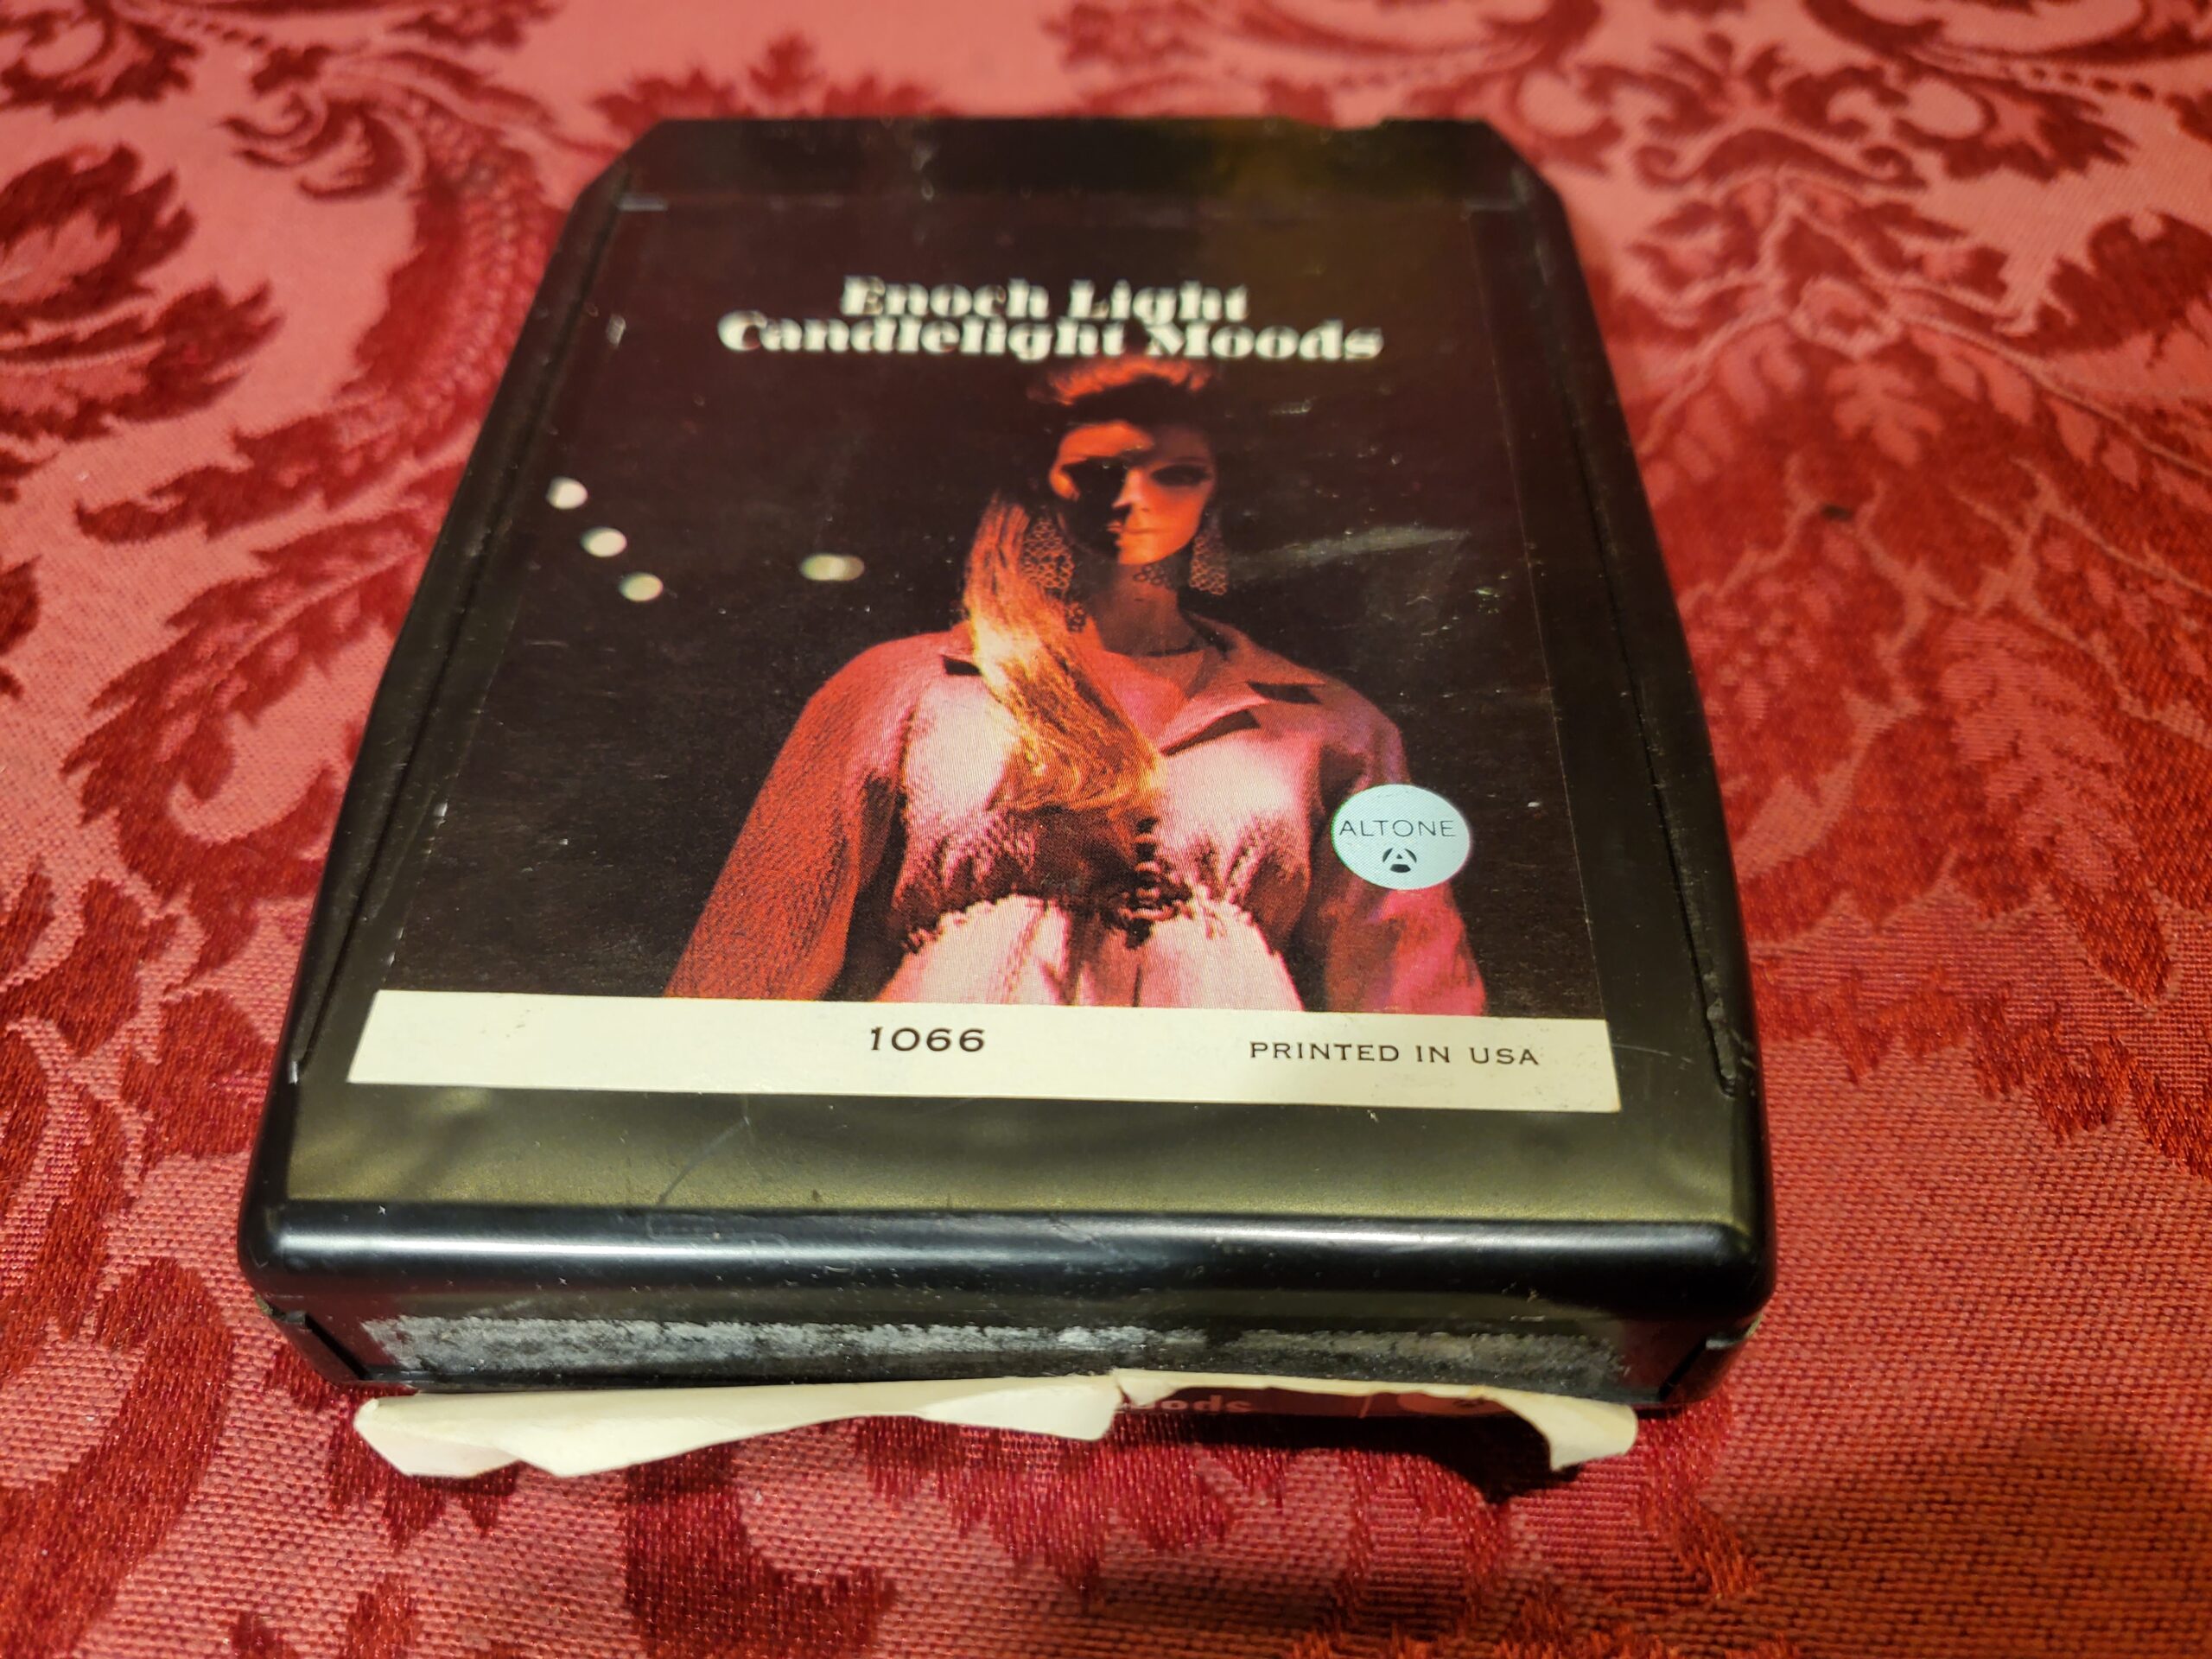 Enoch Light
Candlelight Moods
ALTONE
1066
PRINTED IN USA